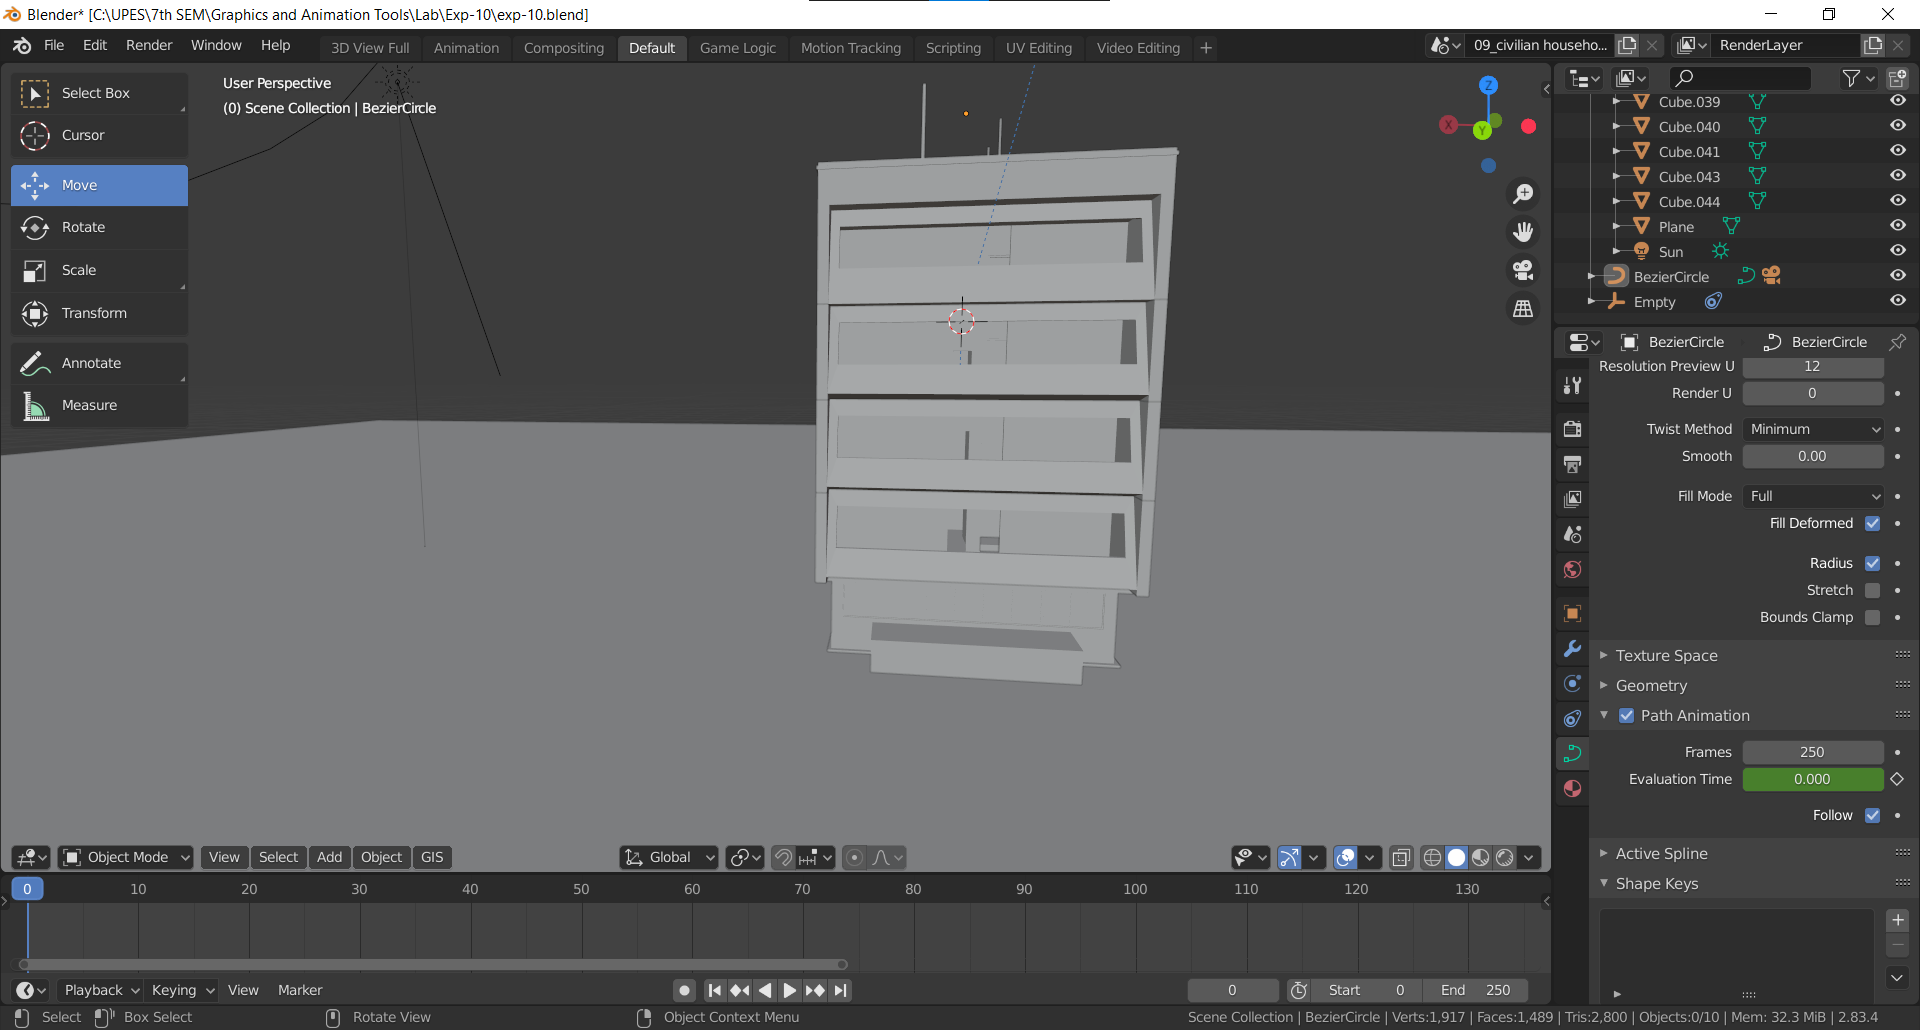 Blender* [C:\UPES\7th SEM\Graphics and Animation Tools\Lab\Exp-10\exp-10.blend]
File Edit Render Window Help 3D View Full Animation Compositing Default Game Logic Motion Tracking Scripting UV Editing Video Editing + 09_civilian househo... RenderLayer
Select Box
Cursor
Move
Rotate
Scale
Transform
Annotate
Measure
User Perspective
(0) Scene Collection | BezierCircle
Z
X
Y
Cube.039
Cube.040
Cube.041
Cube.043
Cube.044
Plane
Sun
BezierCircle
Empty
BezierCircle BezierCircle
Resolution Preview U 12
Render U 0
Twist Method Minimum
Smooth 0.00
Fill Mode Full
Fill Deformed
Radius
Stretch
Bounds Clamp
Texture Space
Geometry
Path Animation
Frames 250
Evaluation Time 0.000
Follow
Active Spline
Shape Keys
Object Mode View Select Add Object GIS Global
0 10 20 30 40 50 60 70 80 90 100 110 120 130
Playback Keying View Marker 0 Start 0 End 250
Select Box Select Rotate View Object Context Menu Scene Collection | BezierCircle | Verts:1,917 | Faces:1,489 | Tris:2,800 | Objects:0/10 | Mem: 32.3 MiB | 2.83.4